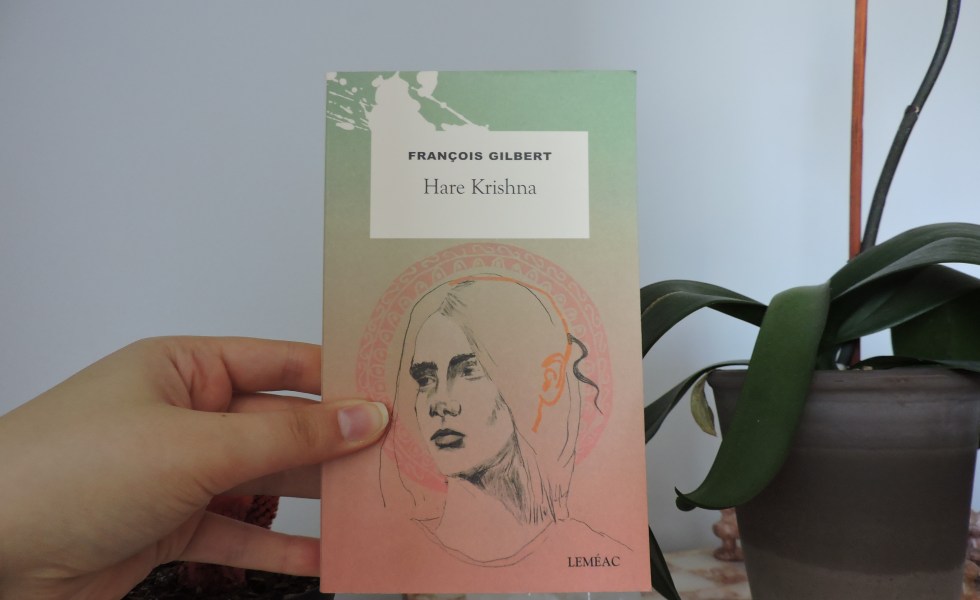 FRANÇOIS GILBERT
Hare Krishna
LEMÉAC